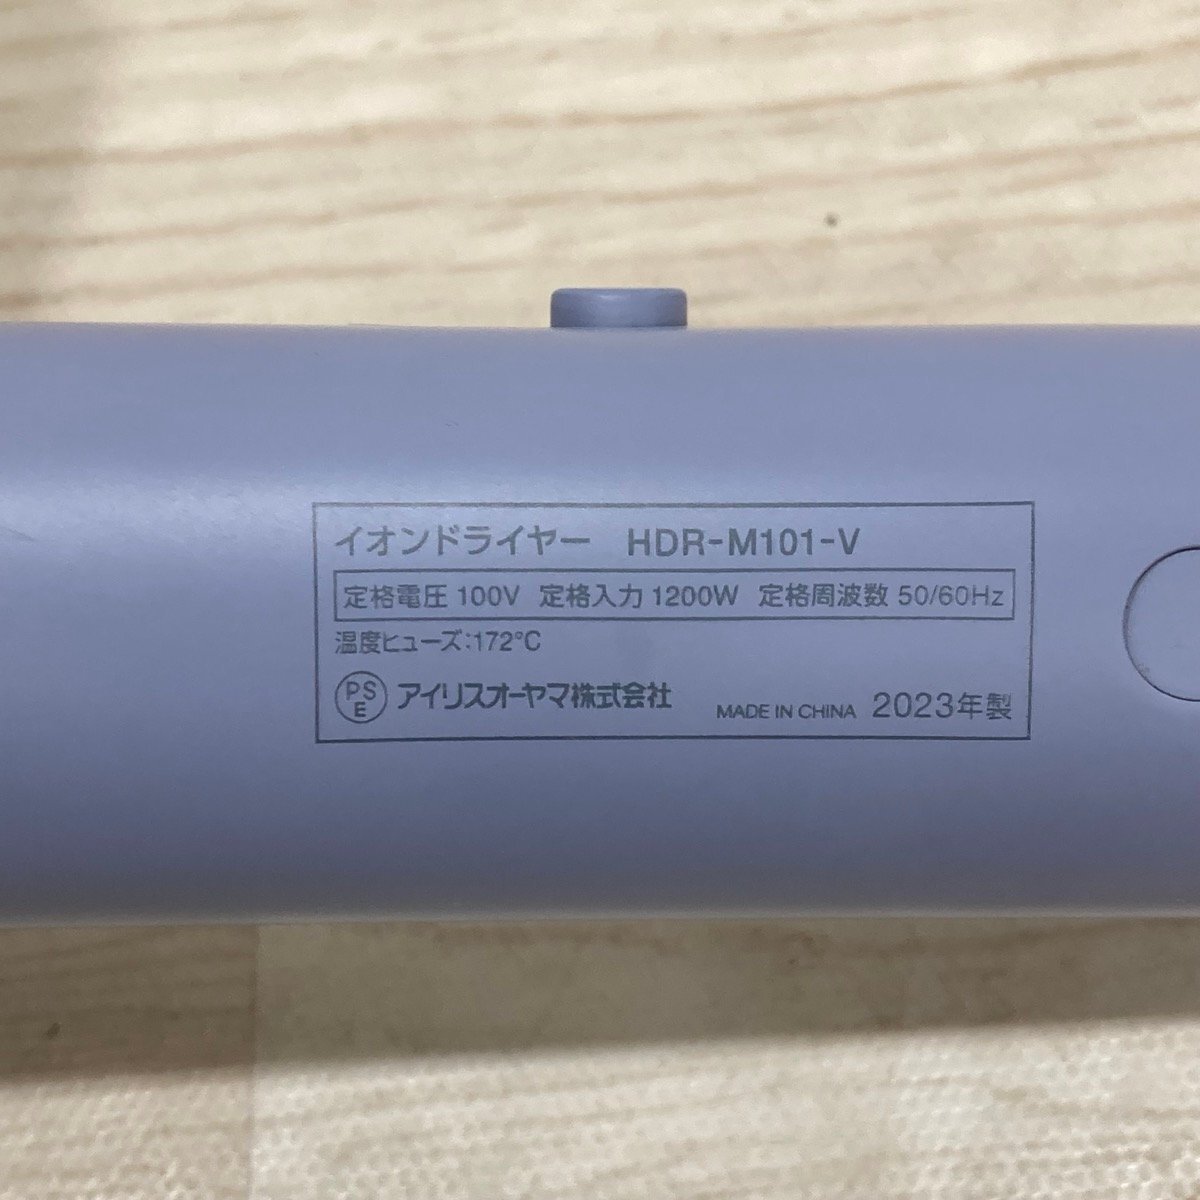 イオンドライヤー HDR-M101-V
定格電圧 100V 定格入力 1200W 定格周波数 50/60Hz
温度ヒューズ:172°C
PSE アイリスオーヤマ株式会社 MADE IN CHINA 2023年製